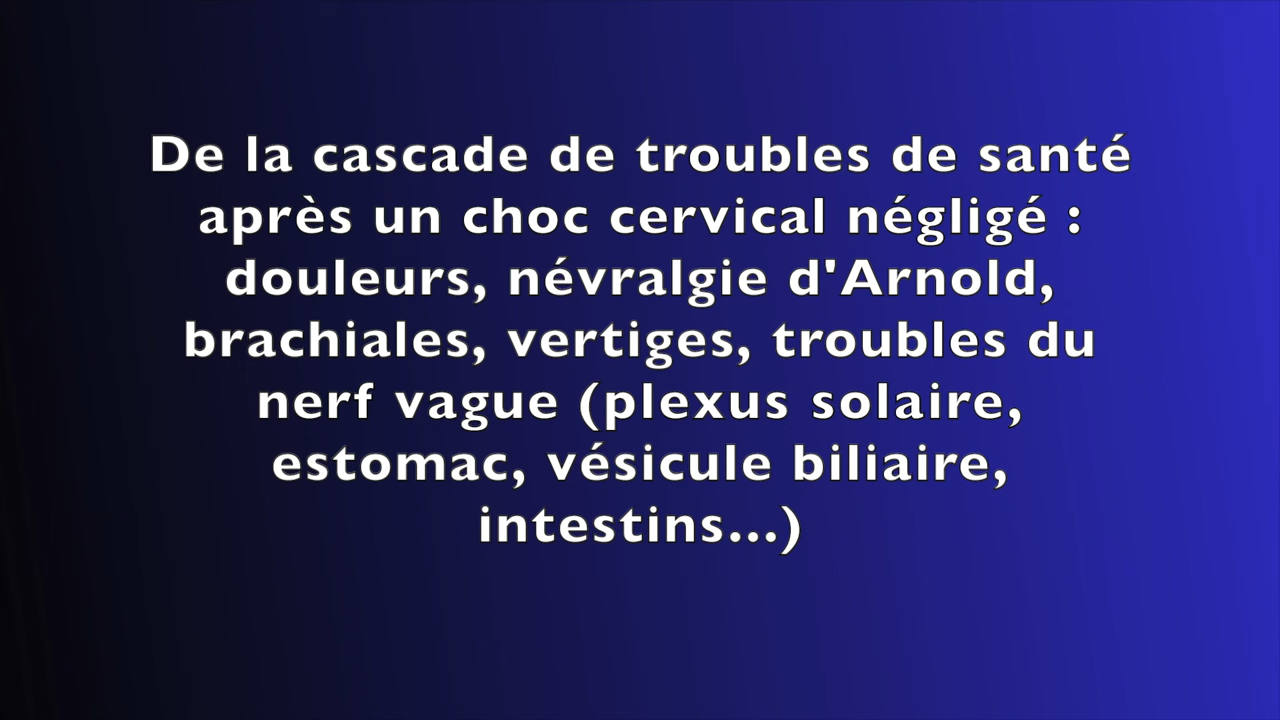 De la cascade de troubles de santé
après un choc cervical négligé :
douleurs, névralgie d'Arnold,
brachiales, vertiges, troubles du
nerf vague (plexus solaire,
estomac, vésicule biliaire,
intestins...)